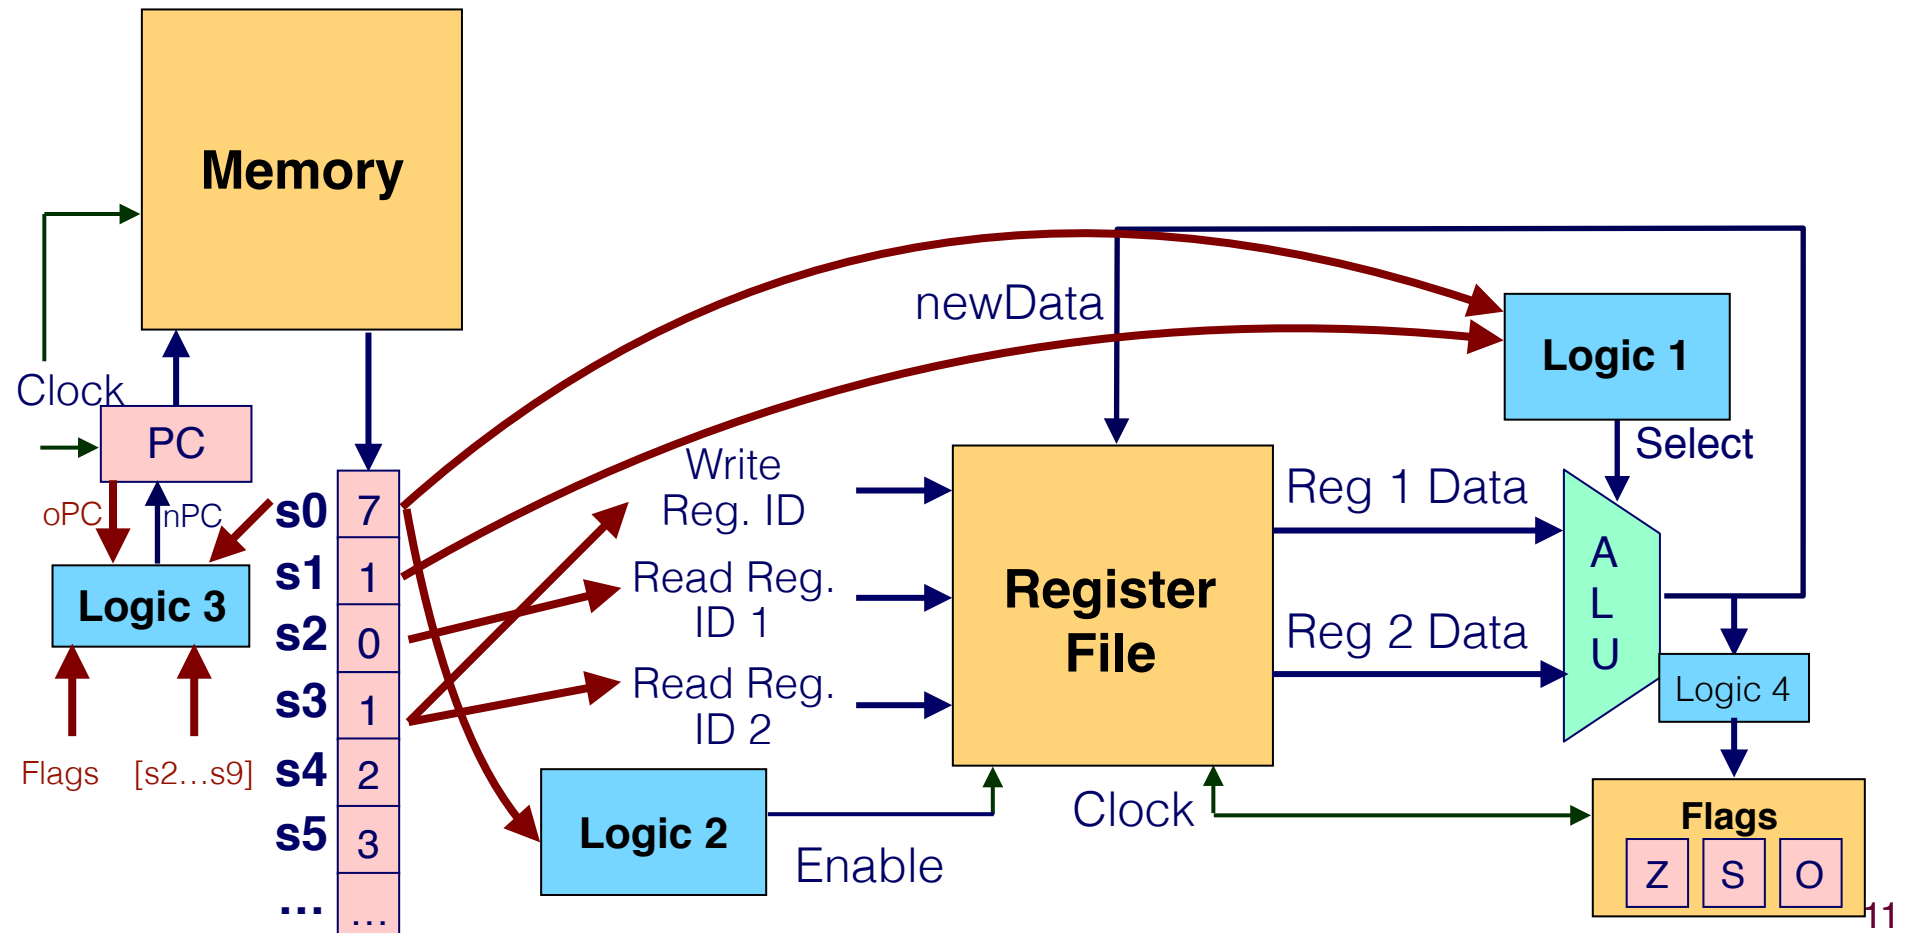 Memory
newData
Logic 1
Clock
PC
Select
Write
Reg. ID
Reg 1 Data
oPC
nPC
s0 7
s1 1
Read Reg.
ID 1
Register
File
A
L
U
Logic 3
s2 0
Reg 2 Data
s3 1
Read Reg.
ID 2
Logic 4
Flags [s2...s9]
s4 2
Clock
s5 3
Logic 2
Enable
Flags
Z S O
... ...
11